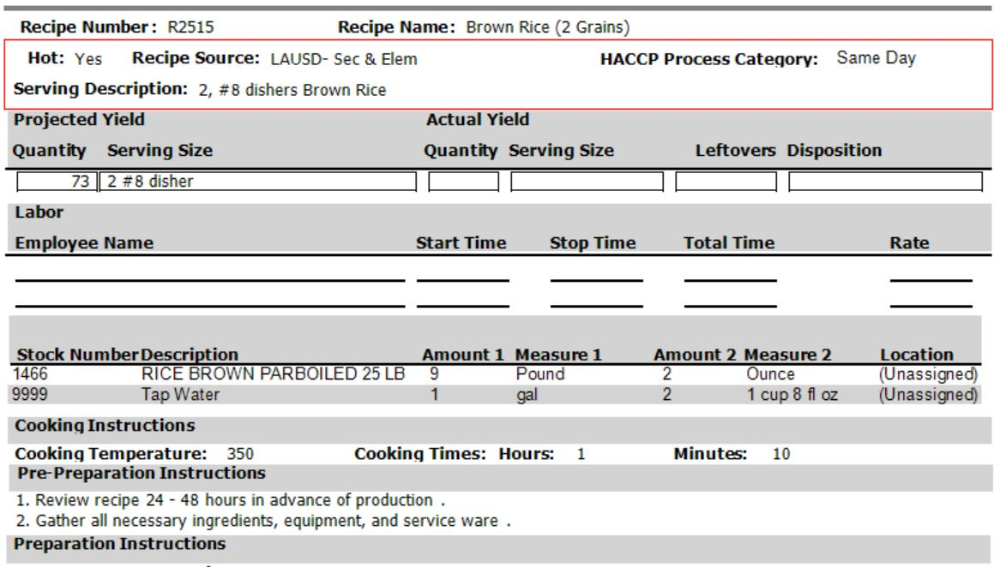 Recipe Number: R2515 Recipe Name: Brown Rice (2 Grains)
Hot: Yes Recipe Source: LAUSD- Sec & Elem HACCP Process Category: Same Day
Serving Description: 2, #8 dishers Brown Rice
Projected Yield Actual Yield
Quantity Serving Size Quantity Serving Size Leftovers Disposition
73 2 #8 disher
Labor
Employee Name Start Time Stop Time Total Time Rate
Stock Number Description Amount 1 Measure 1 Amount 2 Measure 2 Location
1466 RICE BROWN PARBOILED 25 LB 9 Pound 2 Ounce (Unassigned)
9999 Tap Water 1 gal 2 1 cup 8 fl oz (Unassigned)
Cooking Instructions
Cooking Temperature: 350 Cooking Times: Hours: 1 Minutes: 10
Pre-Preparation Instructions
1. Review recipe 24 - 48 hours in advance of production .
2. Gather all necessary ingredients, equipment, and service ware .
Preparation Instructions